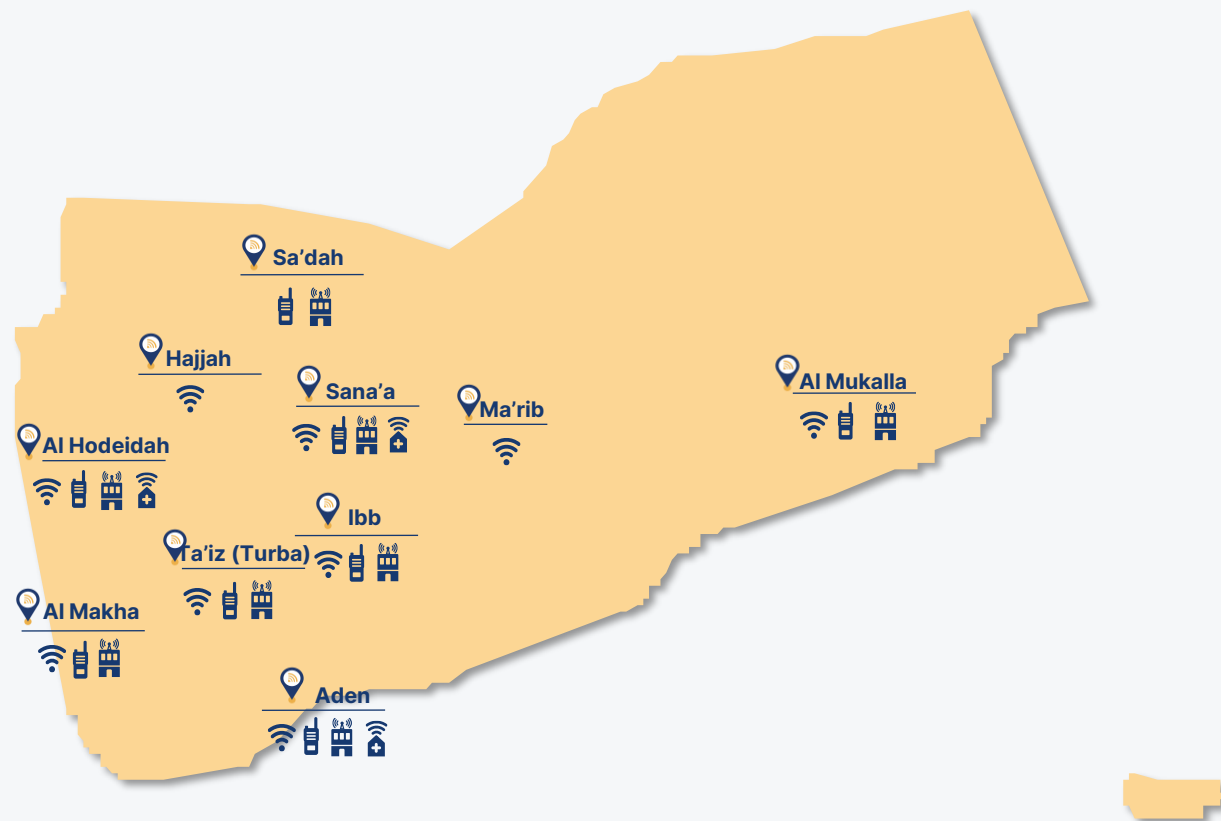 Sa’dah
Hajjah
Sana’a
Ma’rib
Al Mukalla
Al Hodeidah
Ibb
Ta’iz (Turba)
Al Makha
Aden